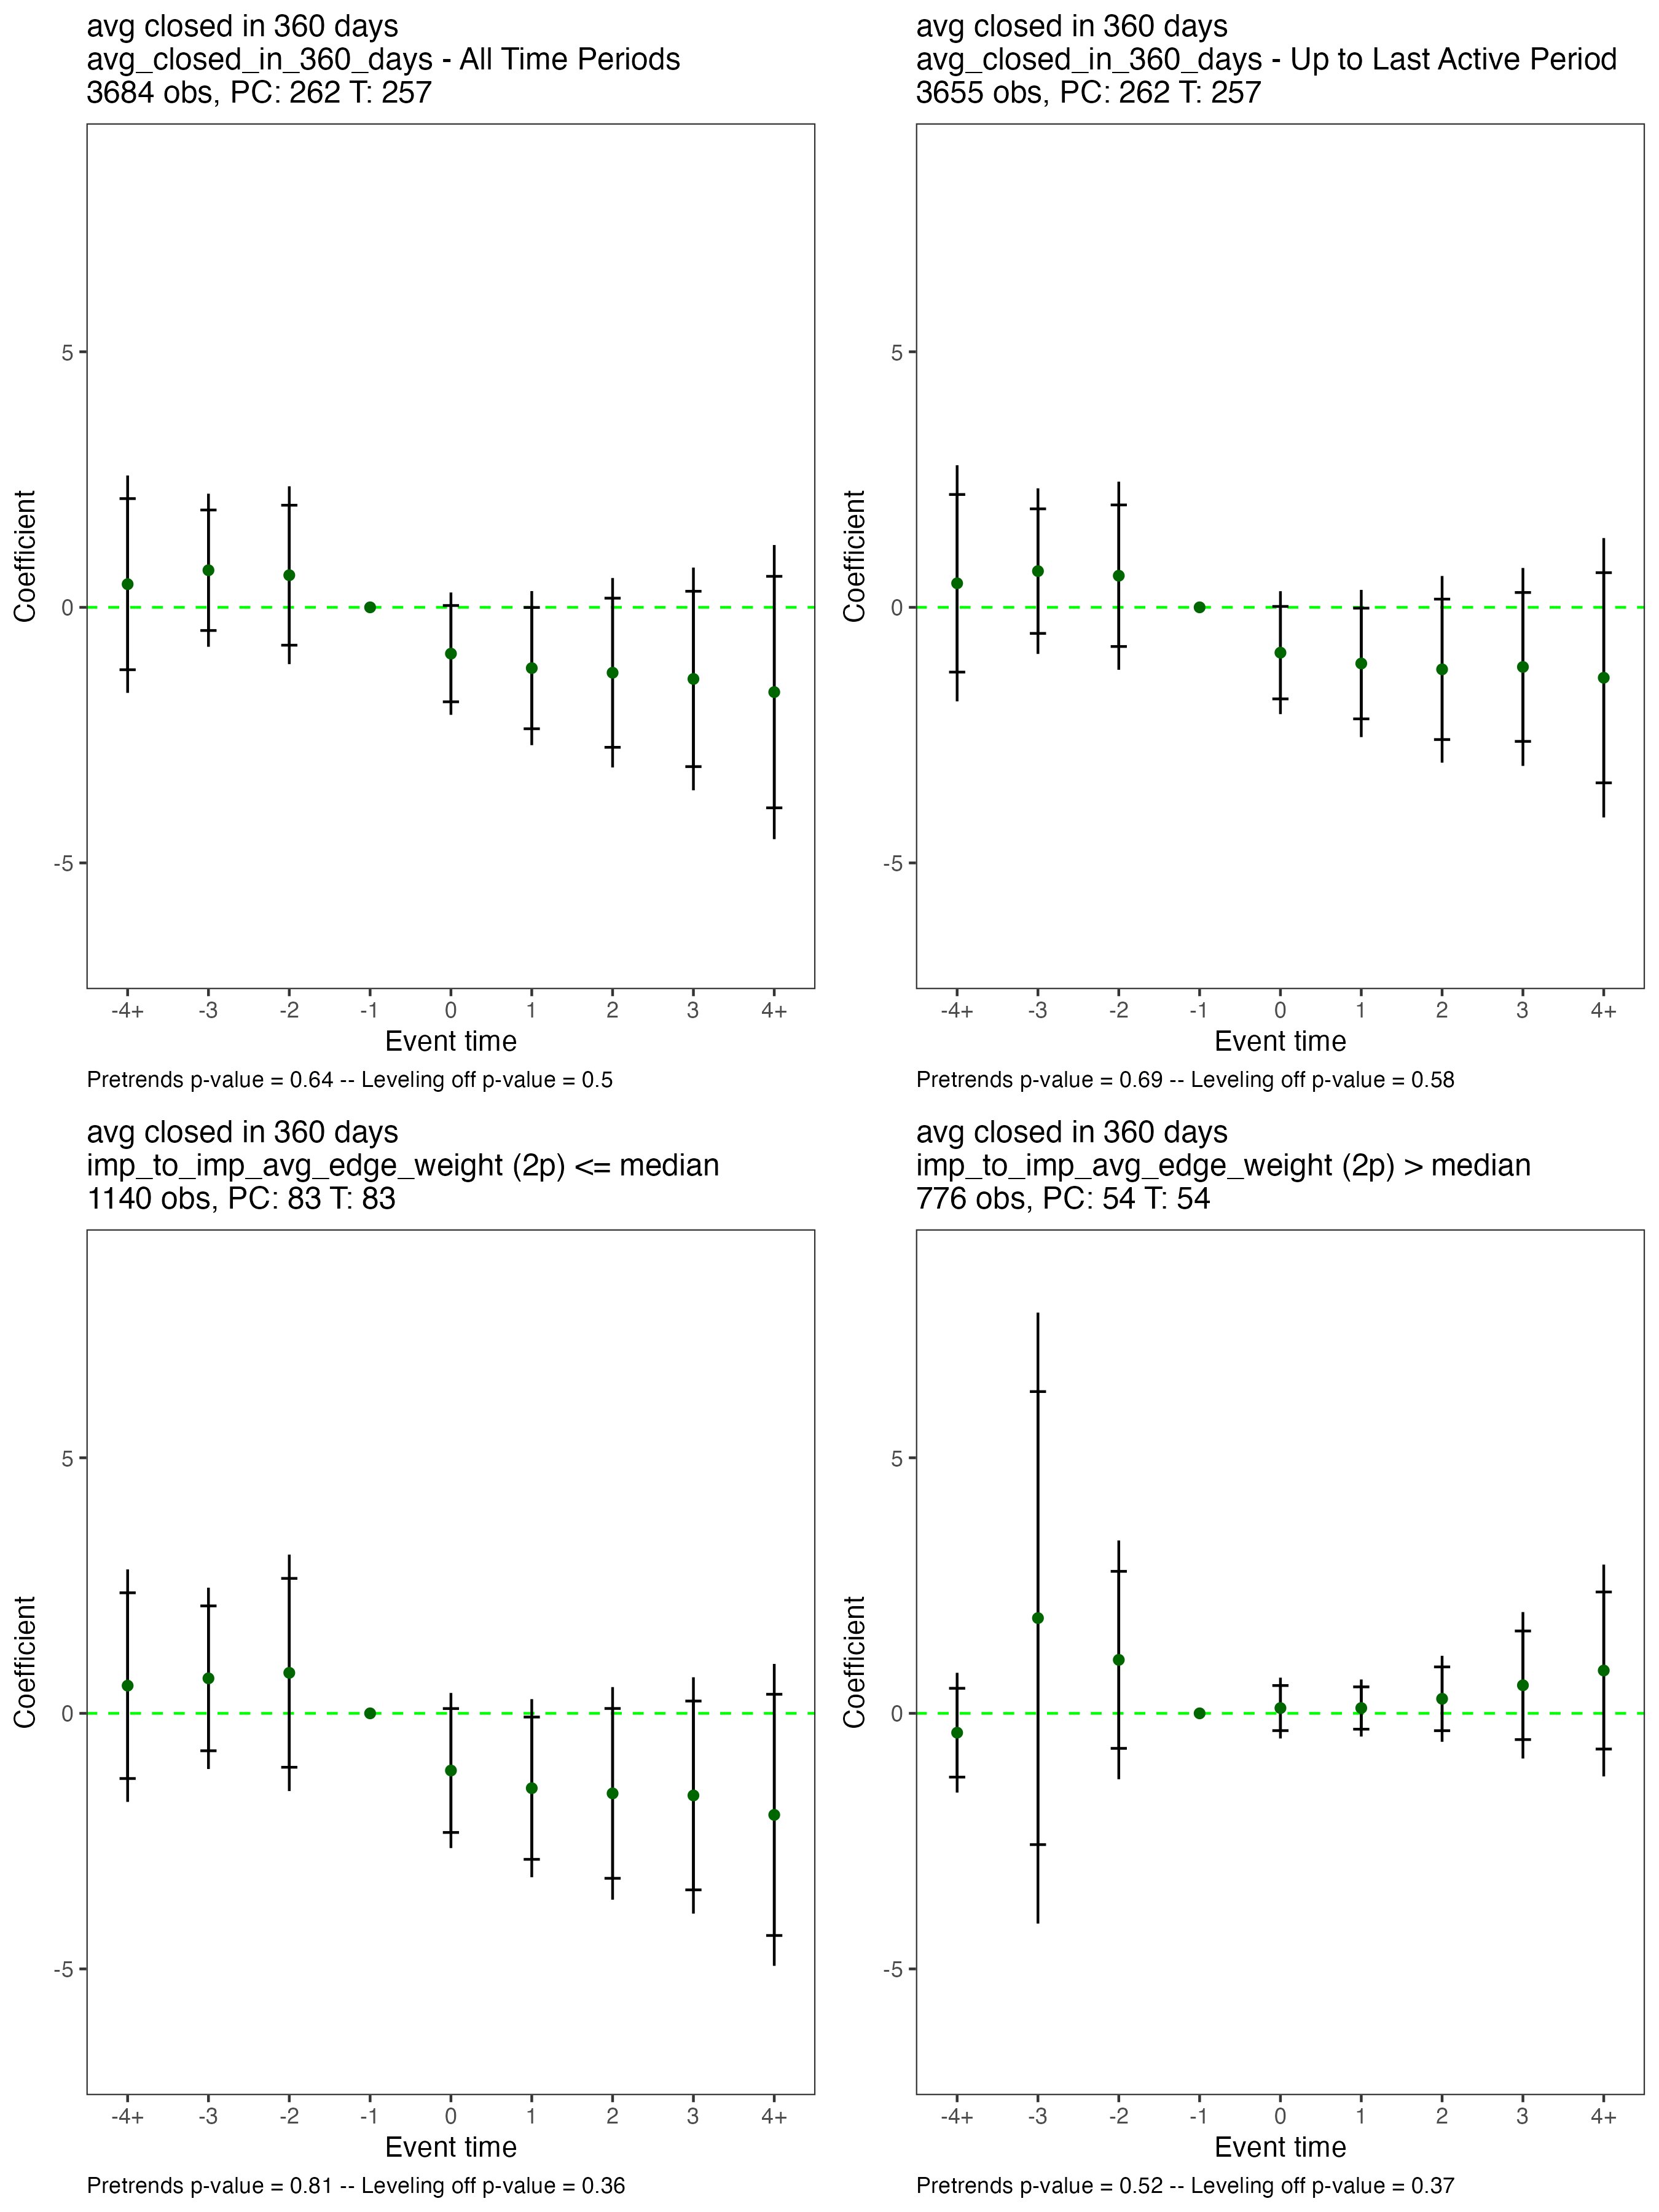 avg closed in 360 days
avg_closed_in_360_days - All Time Periods
3684 obs, PC: 262 T: 257
5
0
-5
Coefficient
-4+ -3 -2 -1 0 1 2 3 4+
Event time
Pretrends p-value = 0.64 -- Leveling off p-value = 0.5
avg closed in 360 days
avg_closed_in_360_days - Up to Last Active Period
3655 obs, PC: 262 T: 257
5
0
-5
Coefficient
-4+ -3 -2 -1 0 1 2 3 4+
Event time
Pretrends p-value = 0.69 -- Leveling off p-value = 0.58
avg closed in 360 days
imp_to_imp_avg_edge_weight (2p) <= median
1140 obs, PC: 83 T: 83
5
0
-5
Coefficient
-4+ -3 -2 -1 0 1 2 3 4+
Event time
Pretrends p-value = 0.81 -- Leveling off p-value = 0.36
avg closed in 360 days
imp_to_imp_avg_edge_weight (2p) > median
776 obs, PC: 54 T: 54
5
0
-5
Coefficient
-4+ -3 -2 -1 0 1 2 3 4+
Event time
Pretrends p-value = 0.52 -- Leveling off p-value = 0.37